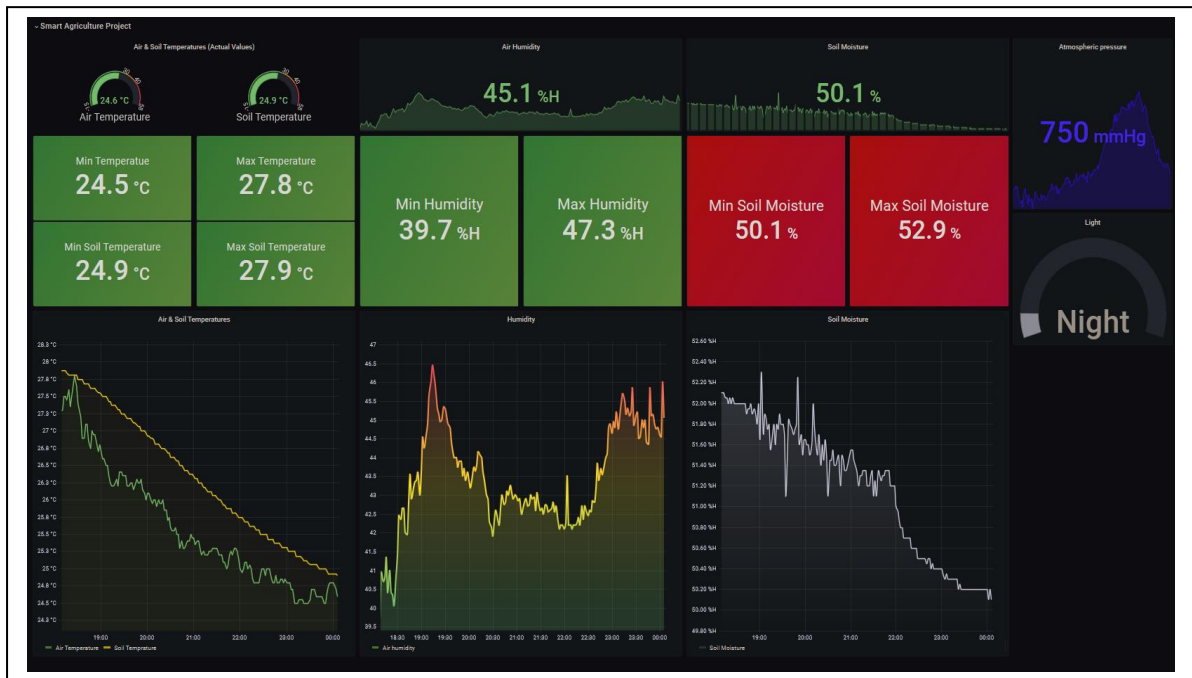 Smart Agriculture Project
Air & Soil Temperatures (Actual Values)
24.6 °C
Air Temperature
24.9 °C
Soil Temperature
Air Humidity
45.1 %H
Soil Moisture
50.1 %
Atmospheric pressure
750 mmHg
Min Temperatue
24.5 °C
Max Temperature
27.8 °C
Min Soil Temperature
24.9 °C
Max Soil Temperature
27.9 °C
Min Humidity
39.7 %H
Max Humidity
47.3 %H
Min Soil Moisture
50.1 %
Max Soil Moisture
52.9 %
Light
Night
Air & Soil Temperatures
28.3 °C
28 °C
27.8 °C
27.5 °C
27.3 °C
27 °C
26.8 °C
26.5 °C
26.3 °C
26 °C
25.8 °C
25.5 °C
25.3 °C
25 °C
24.8 °C
24.5 °C
24.3 °C
19:00 20:00 21:00 22:00 23:00 00:00
Air Temperature Soil Temprature
Humidity
47
46.5
46
45.5
45
44.5
44
43.5
43
42.5
42
41.5
41
40.5
40
39.5
18:30 19:00 19:30 20:00 20:30 21:00 21:30 22:00 22:30 23:00 23:30 00:00
Air humidity
Soil Moisture
52.60 %H
52.40 %H
52.20 %H
52.00 %H
51.80 %H
51.60 %H
51.40 %H
51.20 %H
51.00 %H
50.80 %H
50.60 %H
50.40 %H
50.20 %H
50.00 %H
49.80 %H
19:00 20:00 21:00 22:00 23:00 00:00
Soil Moisture